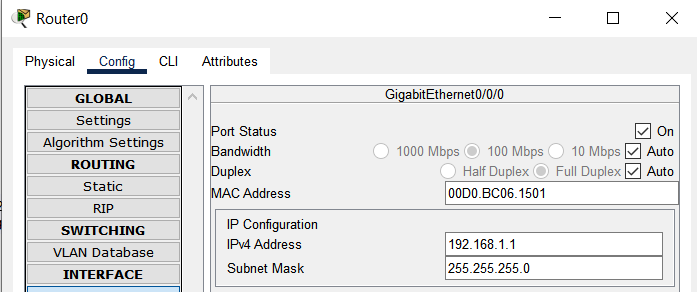 Router0
Physical Config CLI Attributes
GLOBAL
Settings
Algorithm Settings
ROUTING
Static
RIP
SWITCHING
VLAN Database
INTERFACE
GigabitEthernet0/0/0
Port Status On
Bandwidth 1000 Mbps 100 Mbps 10 Mbps Auto
Duplex Half Duplex Full Duplex Auto
MAC Address 00D0.BC06.1501
IP Configuration
IPv4 Address 192.168.1.1
Subnet Mask 255.255.255.0